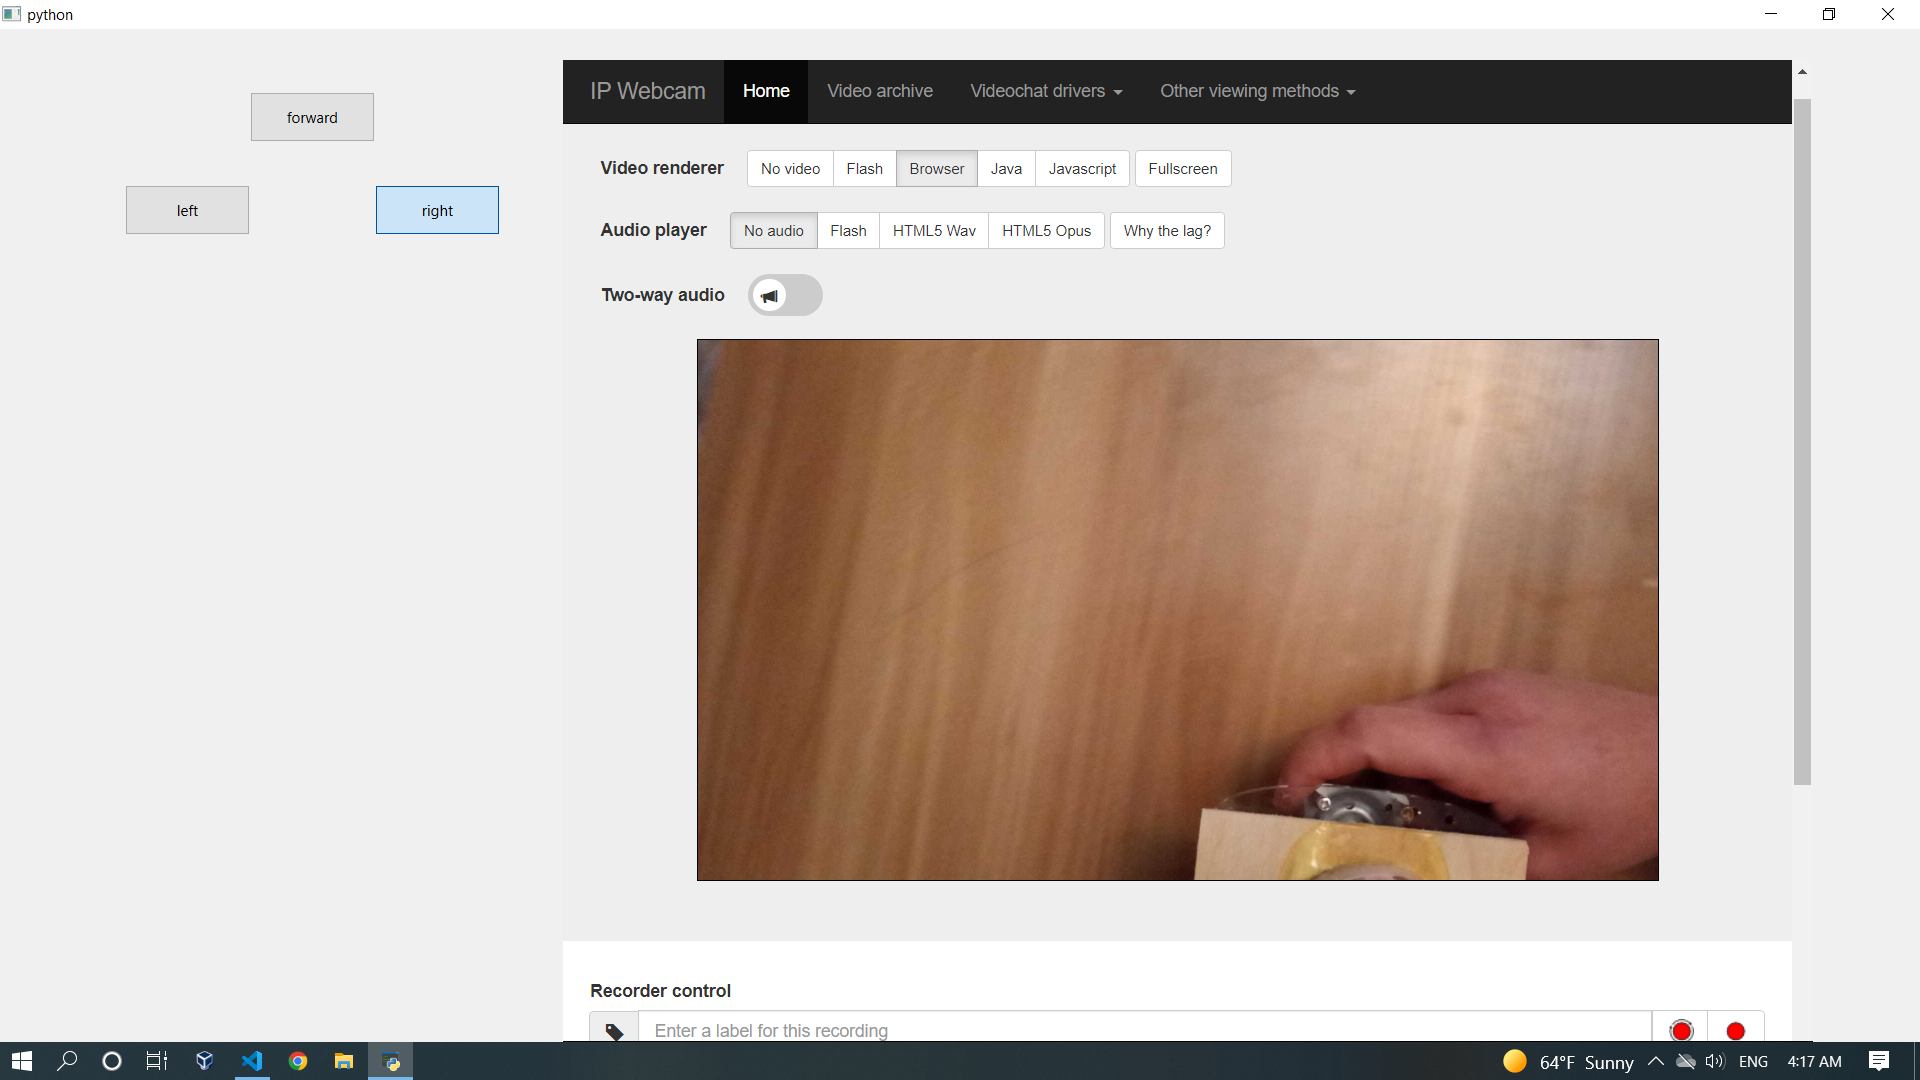 python
forward
left right
IP Webcam Home Video archive Videochat drivers Other viewing methods
Video renderer No video Flash Browser Java Javascript Fullscreen
Audio player No audio Flash HTML5 Wav HTML5 Opus Why the lag?
Two-way audio
Recorder control
Enter a label for this recording
64°F Sunny ENG 4:17 AM